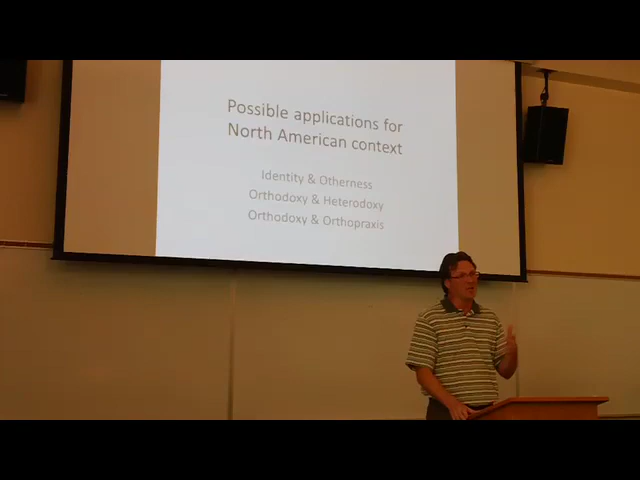 Possible applications for
North American context
Identity & Otherness
Orthodoxy & Heterodoxy
Orthodoxy & Orthopraxis